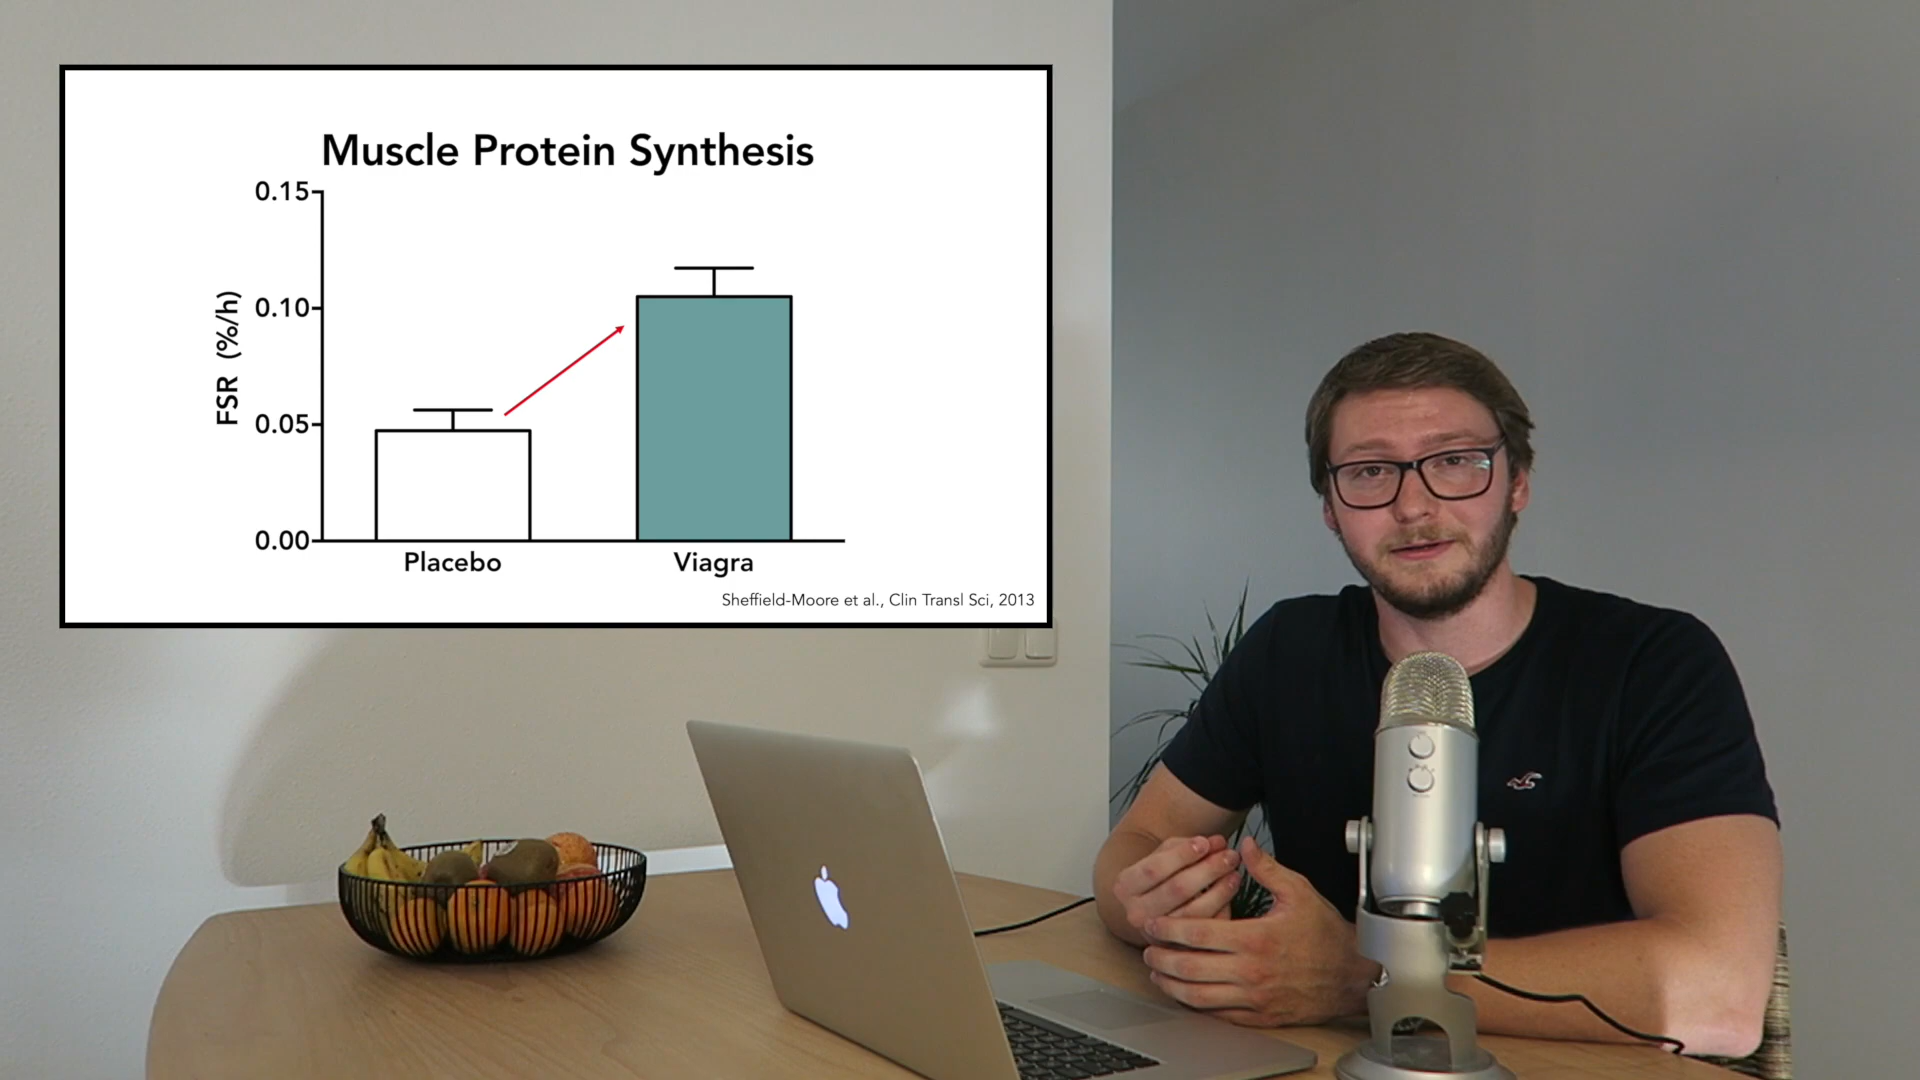 Muscle Protein Synthesis
0.15
0.10
0.05
0.00
FSR (%/h)
Placebo
Viagra
Sheffield-Moore et al., Clin Transl Sci, 2013